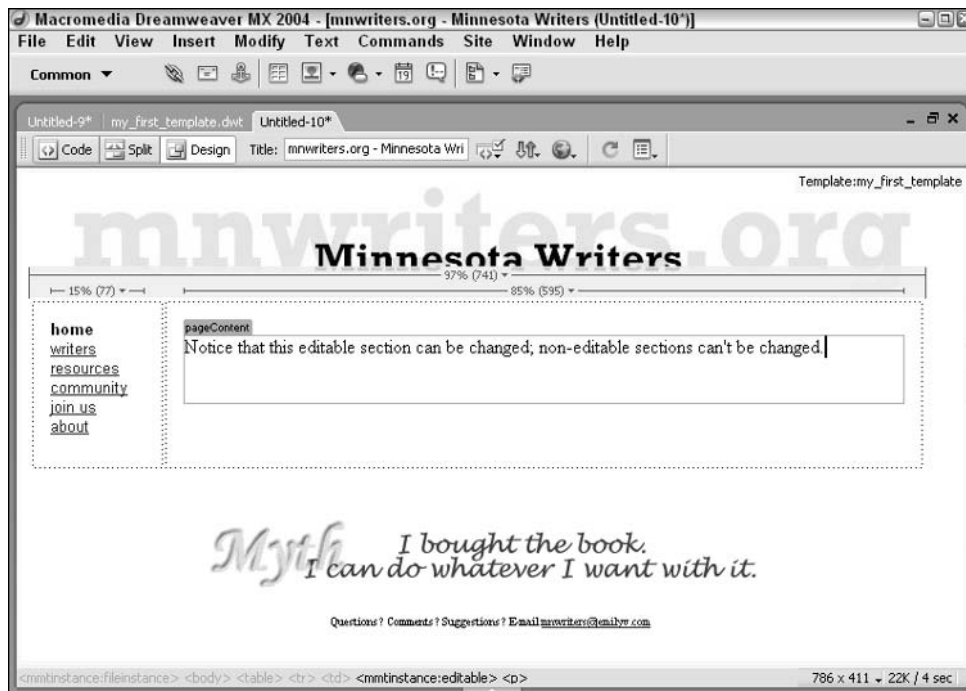 Macromedia Dreamweaver MX 2004 - [mnwriters.org - Minnesota Writers (Untitled-10*)]
File Edit View Insert Modify Text Commands Site Window Help
Common
19
Untitled-9* my_first_template.dwt Untitled-10*
Code Split Design Title: mnwriters.org - Minnesota Wri
Template:my_first_template
mnwriters.org
Minnesota Writers
97% (741)
15% (77) 85% (595)
home
writers
resources
community
join us
about
pageContent
Notice that this editable section can be changed; non-editable sections can't be changed.
Myth I bought the book.
I can do whatever I want with it.
Questions? Comments? Suggestions? E-mail mnwriters@emilyv.com
<mmtinstance:fileinstance> <body> <table> <tr> <td> <mmtinstance:editable> <p> 786 x 411 22K / 4 sec